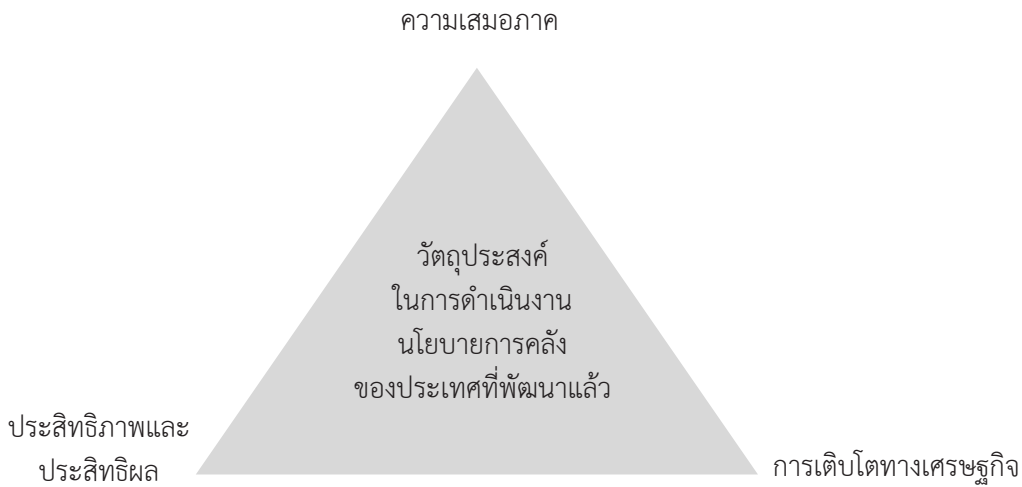 ความเสมอภาค
วัตถุประสงค์
ในการดำเนินงาน
นโยบายการคลัง
ของประเทศที่พัฒนาแล้ว
ประสิทธิภาพและ
ประสิทธิผล
การเติบโตทางเศรษฐกิจ